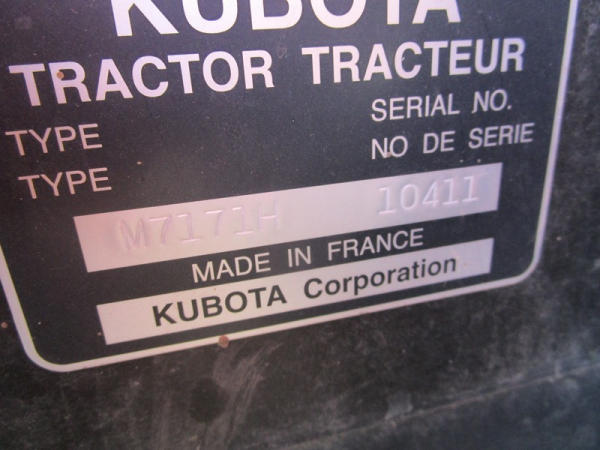 KUBOTA
TRACTOR TRACTEUR
TYPE SERIAL NO.
TYPE NO DE SERIE
M7171H 10411
MADE IN FRANCE
KUBOTA Corporation